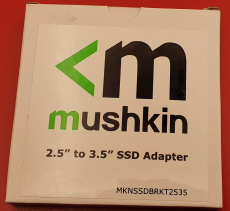 <m
mushkin
2.5” to 3.5” SSD Adapter
MKNSSDBRKT2535